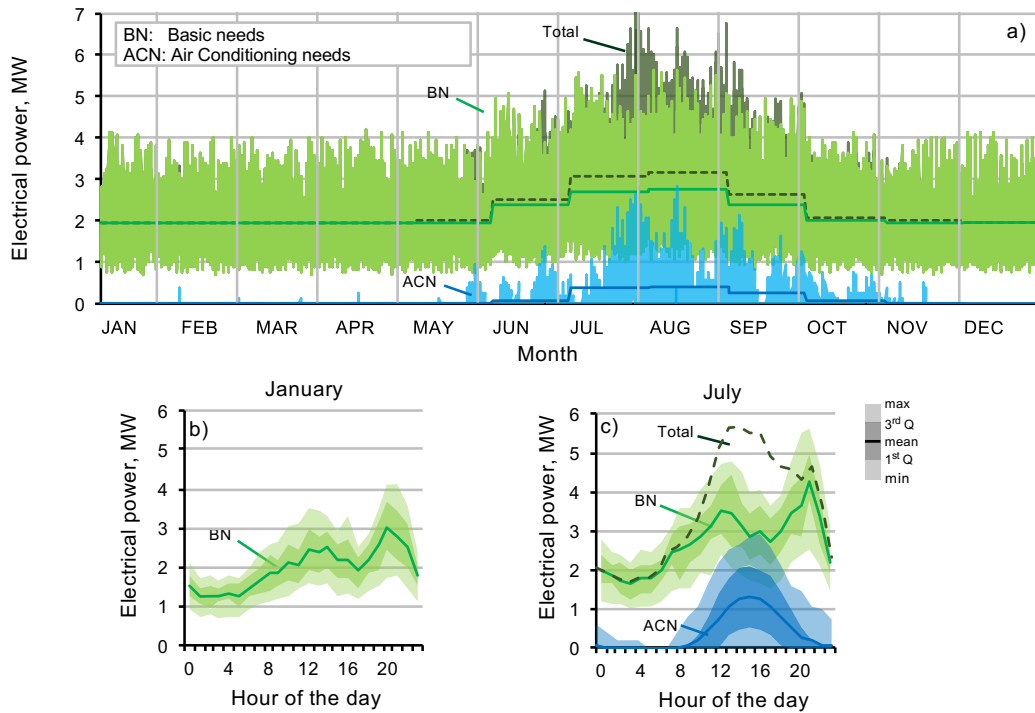 7
6
5
4
3
2
1
0
Electrical power, MW
BN: Basic needs
ACN: Air Conditioning needs
Total
a)
BN
ACN
JAN FEB MAR APR MAY JUN JUL AUG SEP OCT NOV DEC
Month
January
b)
6
5
4
3
2
1
0
Electrical power, MW
BN
0 4 8 12 16 20
Hour of the day
July
c)
6
5
4
3
2
1
0
Electrical power, MW
Total
BN
ACN
0 4 8 12 16 20
Hour of the day
max
3rd Q
mean
1st Q
min